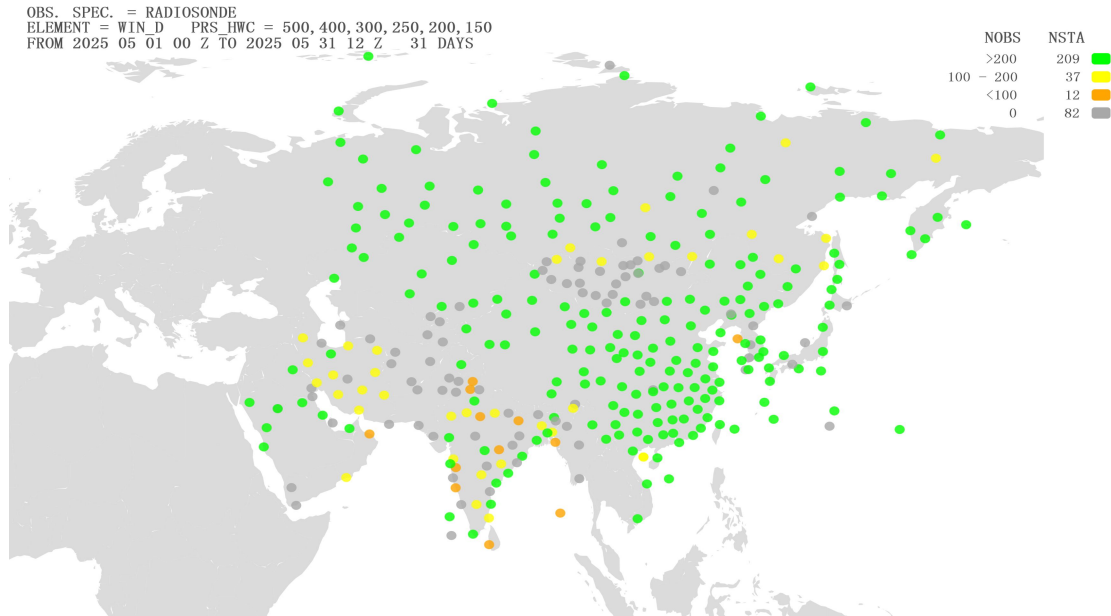 OBS. SPEC. = RADIOSONDE
ELEMENT = WIN_D PRS_HWC = 500,400,300,250,200,150
FROM 2025 05 01 00 Z TO 2025 05 31 12 Z 31 DAYS
NOBS NSTA
>200 209
100 - 200 37
<100 12
0 82